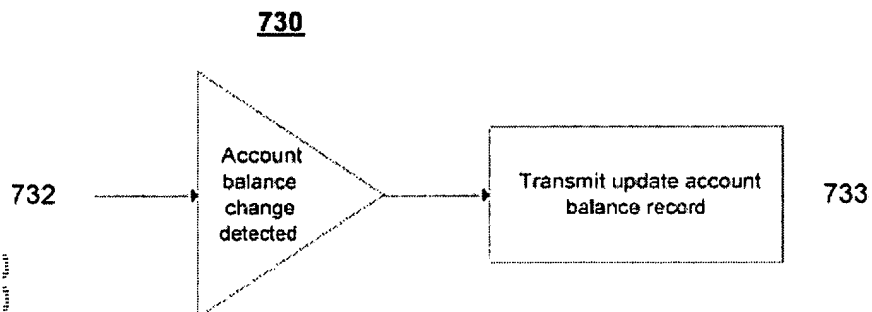 730
732
Account
balance
change
detected
Transmit update account
balance record
733